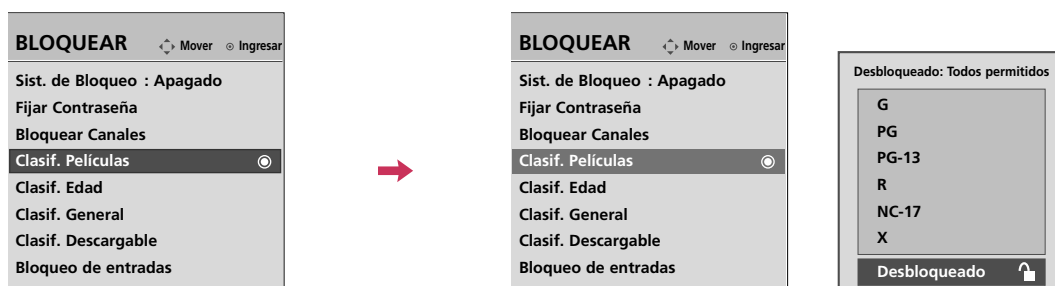 BLOQUEAR Mover Ingresar
Sist. de Bloqueo : Apagado
Fijar Contraseña
Bloquear Canales
Clasif. Películas
Clasif. Edad
Clasif. General
Clasif. Descargable
Bloqueo de entradas
BLOQUEAR Mover Ingresar
Sist. de Bloqueo : Apagado
Fijar Contraseña
Bloquear Canales
Clasif. Películas
Clasif. Edad
Clasif. General
Clasif. Descargable
Bloqueo de entradas
Desbloqueado: Todos permitidos
G
PG
PG-13
R
NC-17
X
Desbloqueado